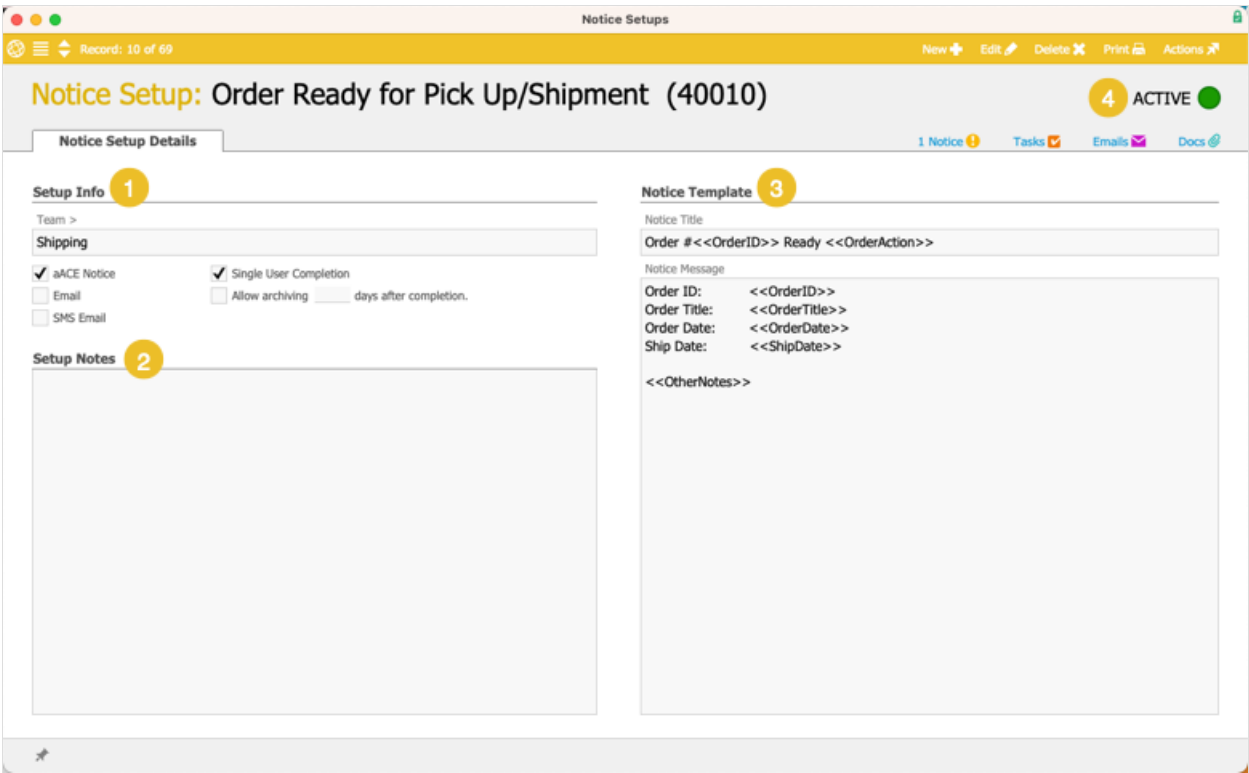 Notice Setups
Record: 10 of 69 New Edit Delete Print Actions
Notice Setup: Order Ready for Pick Up/Shipment (40010)
4 ACTIVE
Notice Setup Details
1 Notice Tasks Emails Docs
Setup Info 1
Team >
Shipping
aACE Notice Single User Completion
Email Allow archiving days after completion.
SMS Email
Setup Notes 2
Notice Template 3
Notice Title
Order #<<OrderID>> Ready <<OrderAction>>
Notice Message
Order ID: <<OrderID>>
Order Title: <<OrderTitle>>
Order Date: <<OrderDate>>
Ship Date: <<ShipDate>>
<<OtherNotes>>